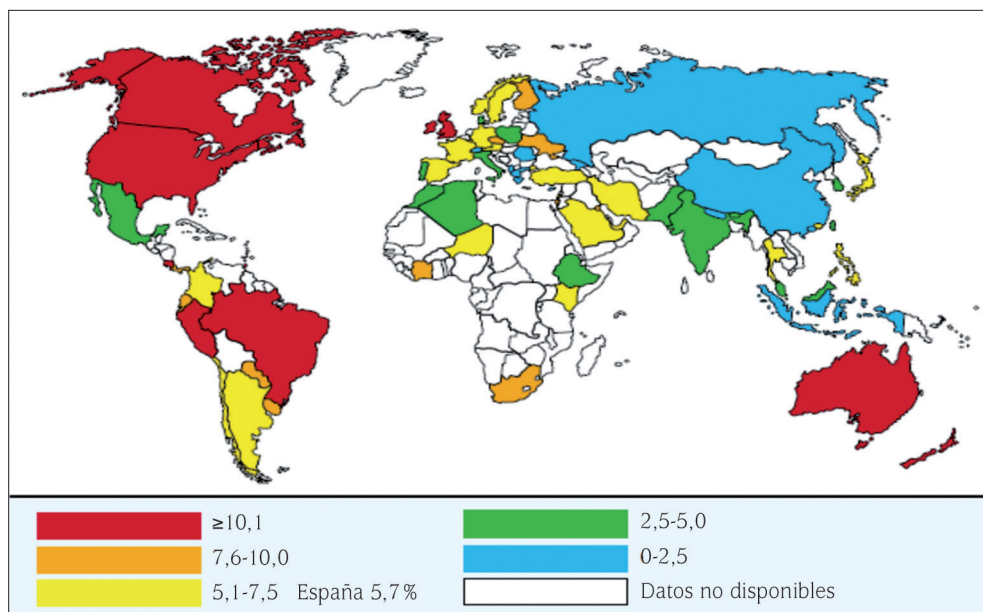 ≥10,1
7,6-10,0
5,1-7,5 España 5,7%
2,5-5,0
0-2,5
Datos no disponibles